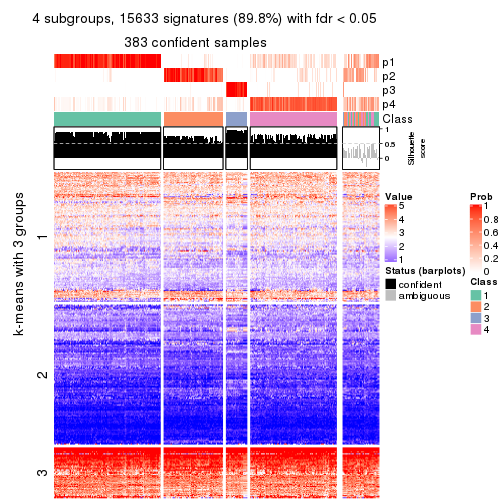 4 subgroups, 15633 signatures (89.8%) with fdr < 0.05
383 confident samples
p1
p2
p3
p4
Class
1
0.5
0
Silhouette
score
k-means with 3 groups
1
2
3
Value
5
4
3
2
1
Status (barplots)
confident
ambiguous
Prob
1
0.8
0.6
0.4
0.2
0
Class
1
2
3
4